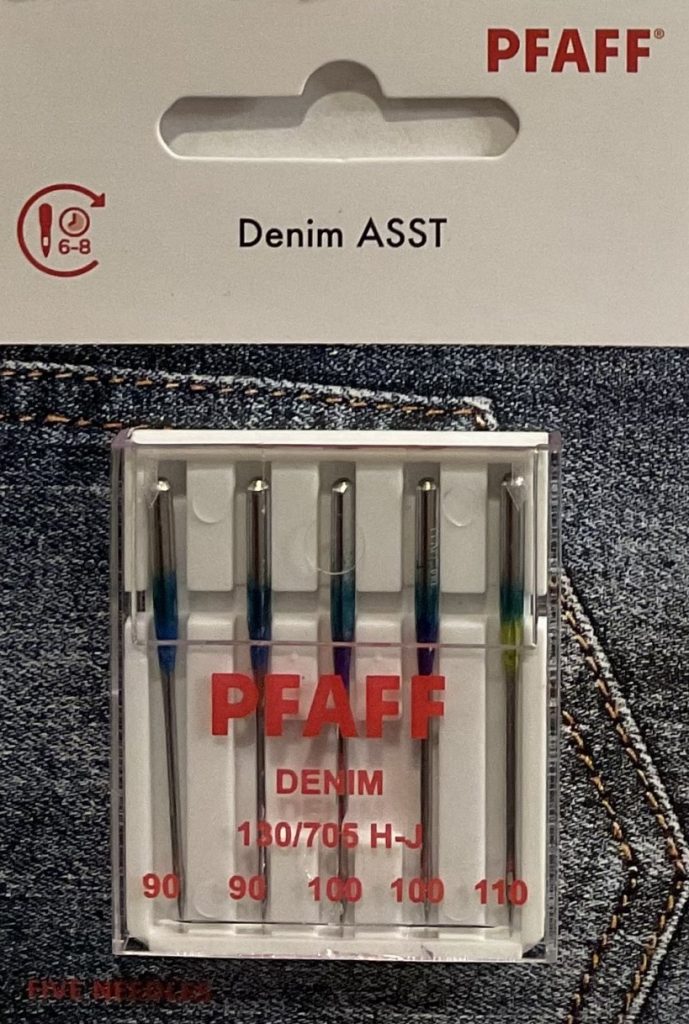 PFAFF®
6-8
Denim ASST
PFAFF
DENIM
130/705 H-J
90 90 100 100 110
FIVE NEEDLES